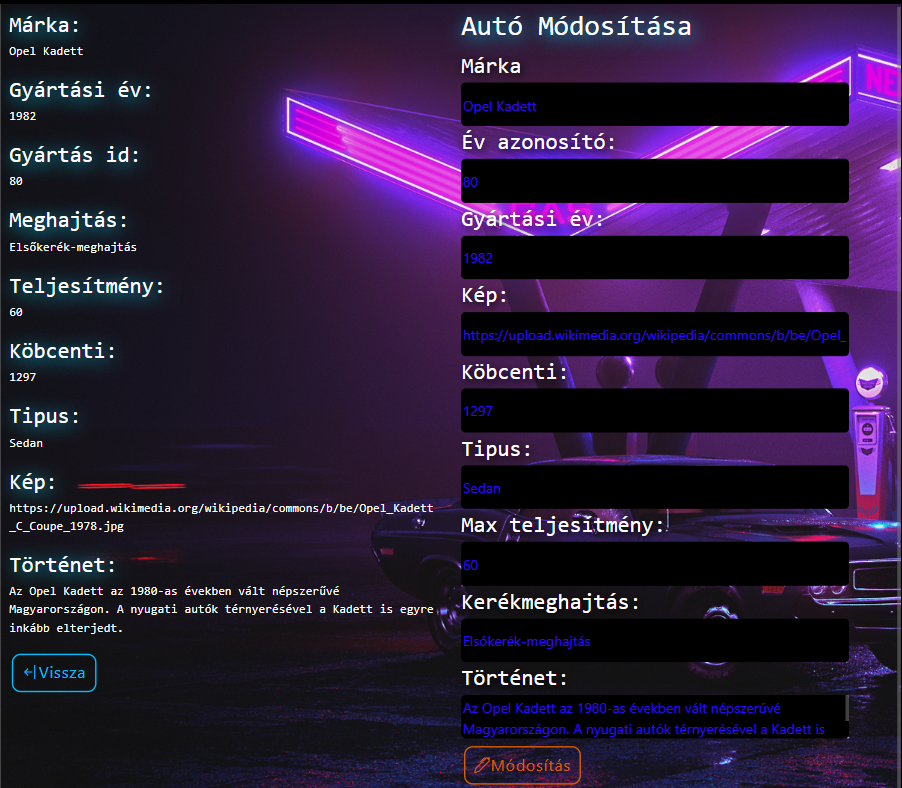 Márka:
Opel Kadett
Gyártási év:
1982
Gyártás id:
80
Meghajtás:
Elsőkerék-meghajtás
Teljesítmény:
60
Köbcenti:
1297
Tipus:
Sedan
Kép:
https://upload.wikimedia.org/wikipedia/commons/b/be/Opel_Kadett
_C_Coupe_1978.jpg
Történet:
Az Opel Kadett az 1980-as években vált népszerűvé
Magyarországon. A nyugati autók térnyerésével a Kadett is egyre
inkább elterjedt.
Vissza
Autó Módosítása
Márka
Opel Kadett
Év azonosító:
80
Gyártási év:
1982
Kép:
https://upload.wikimedia.org/wikipedia/commons/b/be/Opel_
Köbcenti:
1297
Tipus:
Sedan
Max teljesítmény:
60
Kerékmeghajtás:
Elsőkerék-meghajtás
Történet:
Az Opel Kadett az 1980-as években vált népszerűvé
Magyarországon. A nyugati autók térnyerésével a Kadett is
Módosítás
NE
BAR